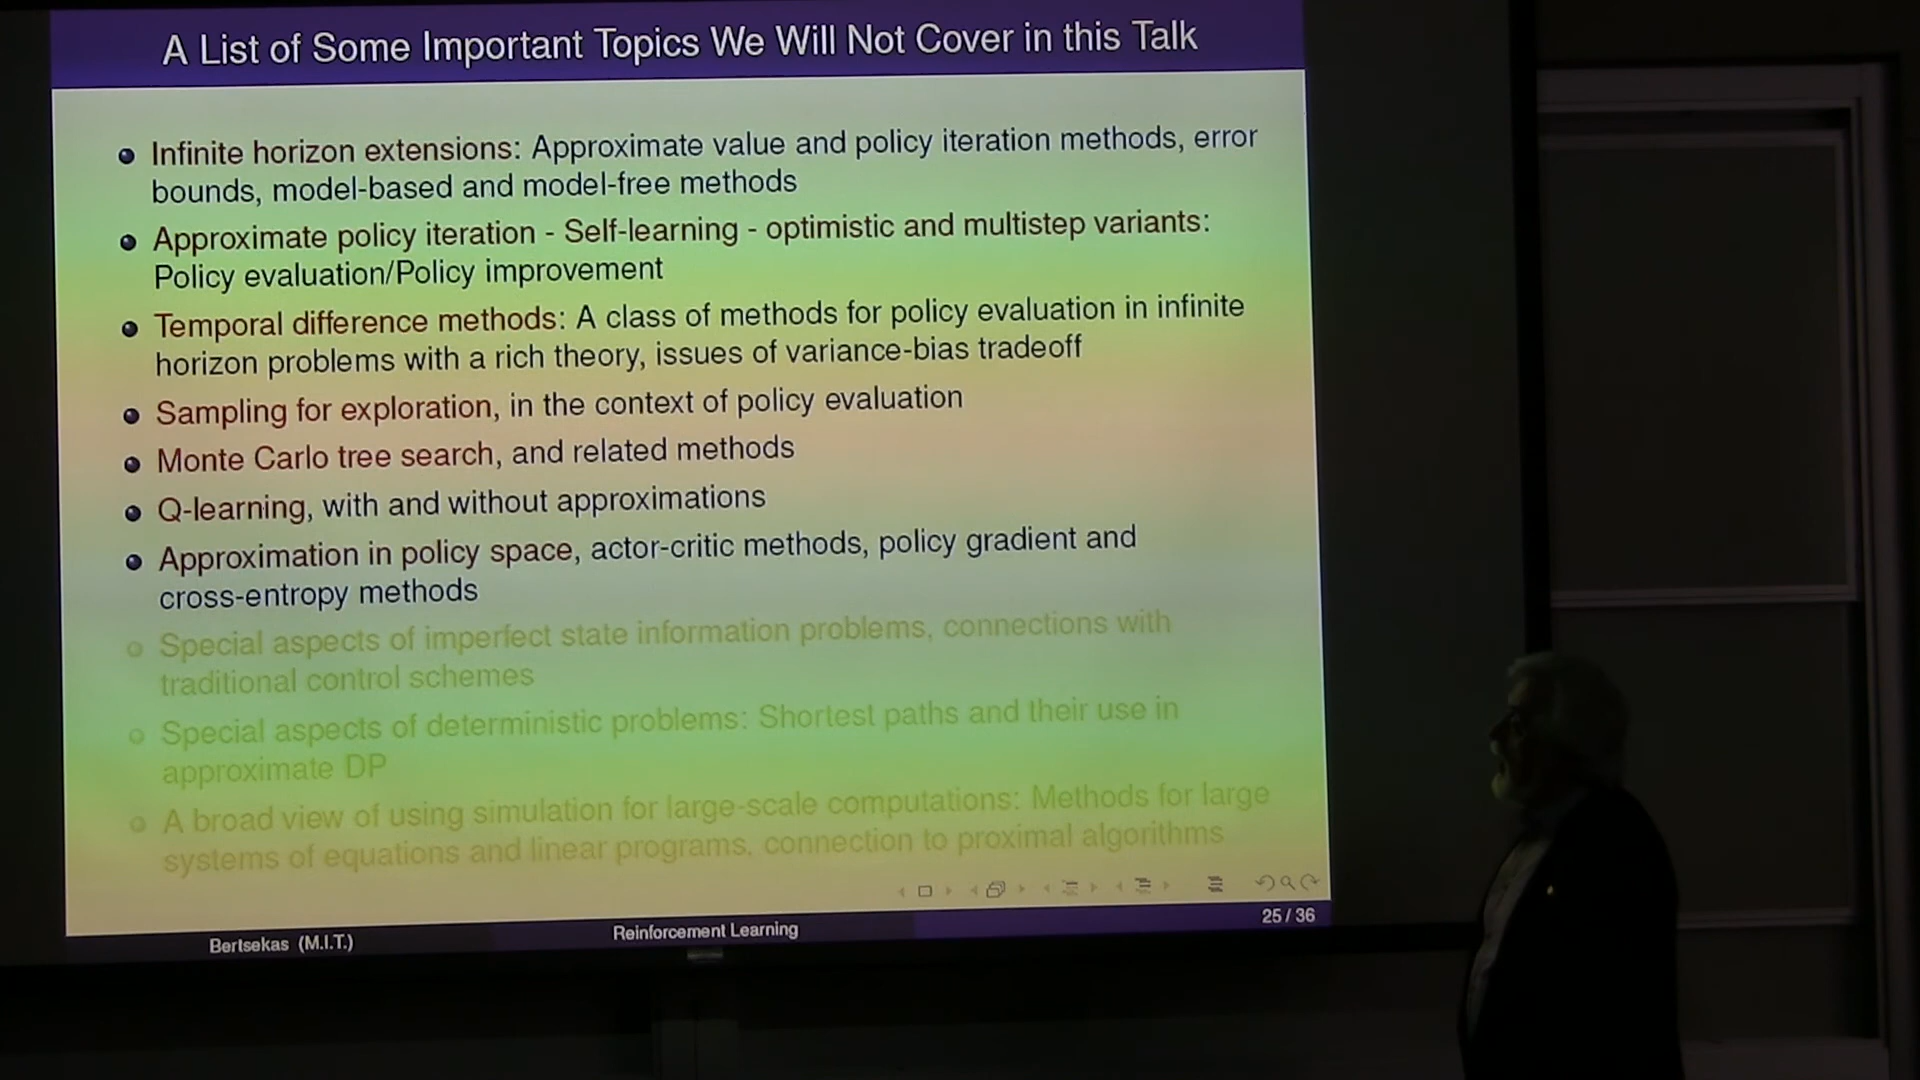 A List of Some Important Topics We Will Not Cover in this Talk
Infinite horizon extensions: Approximate value and policy iteration methods, error
bounds, model-based and model-free methods
Approximate policy iteration - Self-learning - optimistic and multistep variants:
Policy evaluation/Policy improvement
Temporal difference methods: A class of methods for policy evaluation in infinite
horizon problems with a rich theory, issues of variance-bias tradeoff
Sampling for exploration, in the context of policy evaluation
Monte Carlo tree search, and related methods
Q-learning, with and without approximations
Approximation in policy space, actor-critic methods, policy gradient and
cross-entropy methods
Special aspects of imperfect state information problems, connections with
traditional control schemes
Special aspects of deterministic problems: Shortest paths and their use in
approximate DP
A broad view of using simulation for large-scale computations: Methods for large
systems of equations and linear programs, connection to proximal algorithms
Bertsekas (M.I.T.)
Reinforcement Learning
25 / 36